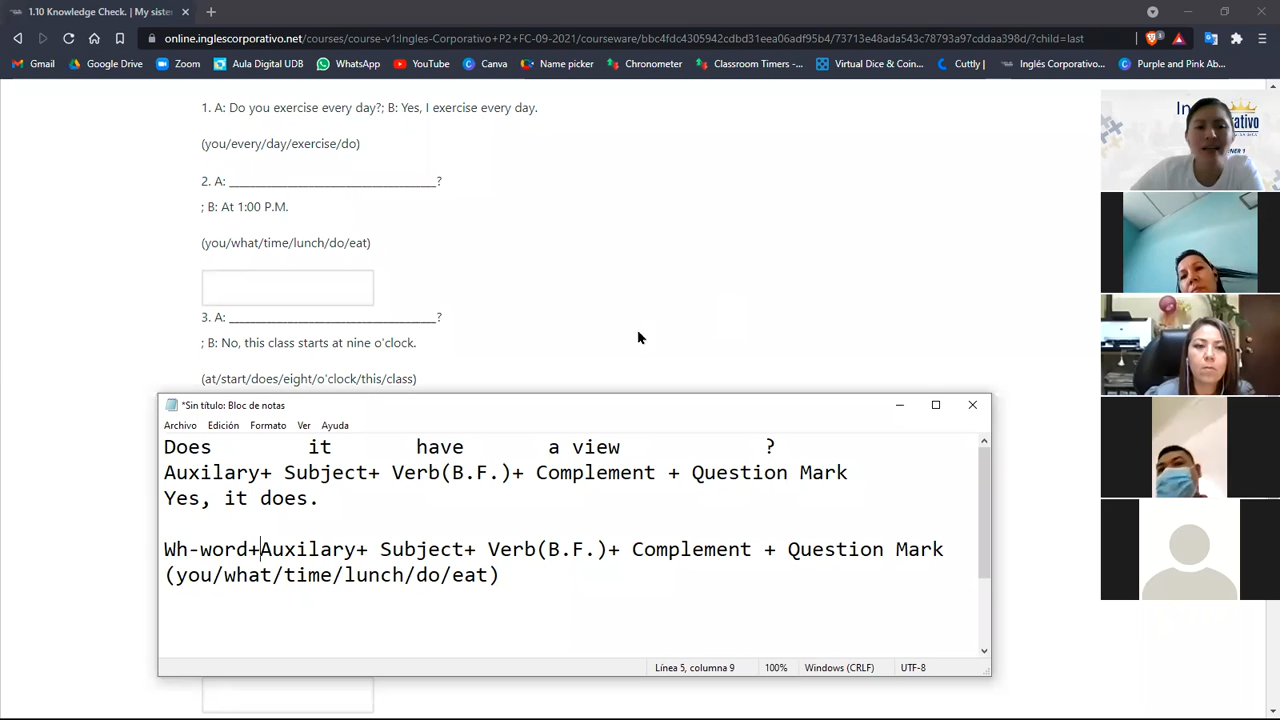 1.10 Knowledge Check. | My siste
online.inglescorporativo.net/courses/course-v1:Ingles-Corporativo+P2+FC-09-2021/courseware/bbc4fdc4305942cdbd31eea06adf95b4/73713e48ada543c78793a97cddaa398d/?child=last
Gmail Google Drive Zoom Aula Digital UDB WhatsApp YouTube Canva Name picker Chronometer Classroom Timers -... Virtual Dice & Coin... Cuttly | Inglés Corporativo... Purple and Pink Ab...
1. A: Do you exercise every day?; B: Yes, I exercise every day.
(you/every/day/exercise/do)
2. A: ___________________________________?
; B: At 1:00 P.M.
(you/what/time/lunch/do/eat)
3. A: ___________________________________?
; B: No, this class starts at nine o'clock.
(at/start/does/eight/o'clock/this/class)
*Sin título: Bloc de notas
Archivo Edición Formato Ver Ayuda
Does it have a view ?
Auxilary+ Subject+ Verb(B.F.)+ Complement + Question Mark
Yes, it does.
Wh-word+Auxilary+ Subject+ Verb(B.F.)+ Complement + Question Mark
(you/what/time/lunch/do/eat)
Línea 5, columna 9 100% Windows (CRLF) UTF-8